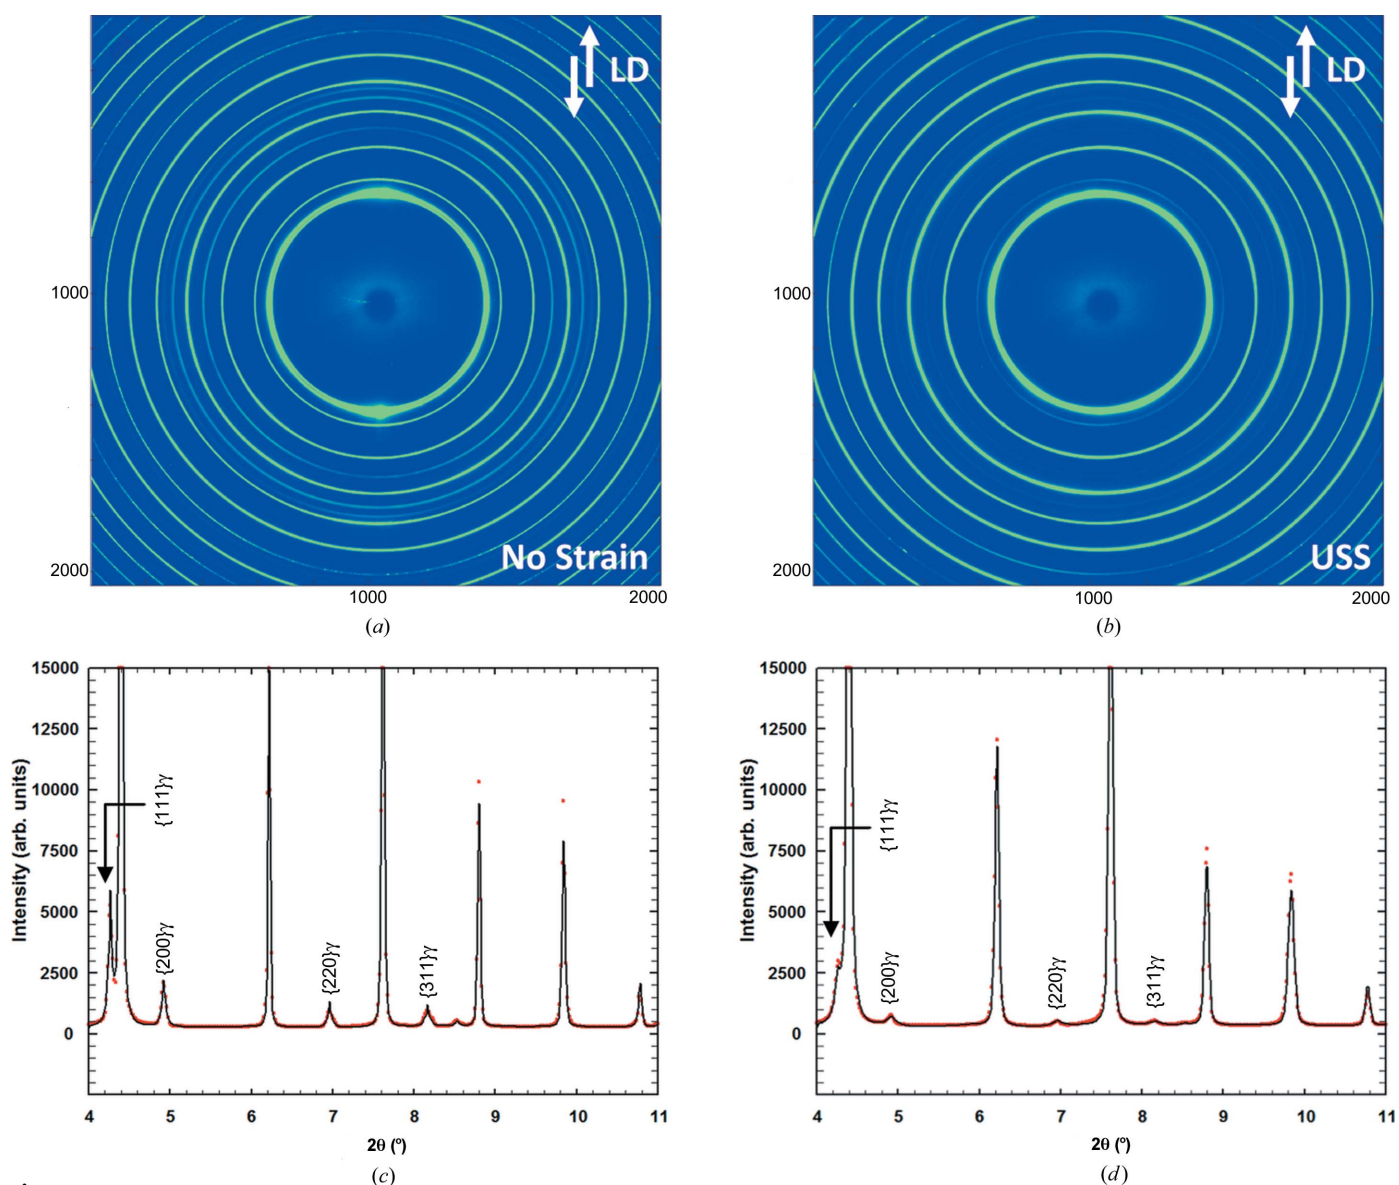 LD
1000
No Strain
2000
1000
2000
(a)
LD
1000
USS
2000
1000
2000
(b)
15000
12500
10000
7500
5000
2500
0
Intensity (arb. units)
{111}γ
{200}γ
{220}γ
{311}γ
4 5 6 7 8 9 10 11
2θ (º)
(c)
15000
12500
10000
7500
5000
2500
0
Intensity (arb. units)
{111}γ
{200}γ
{220}γ
{311}γ
4 5 6 7 8 9 10 11
2θ (º)
(d)